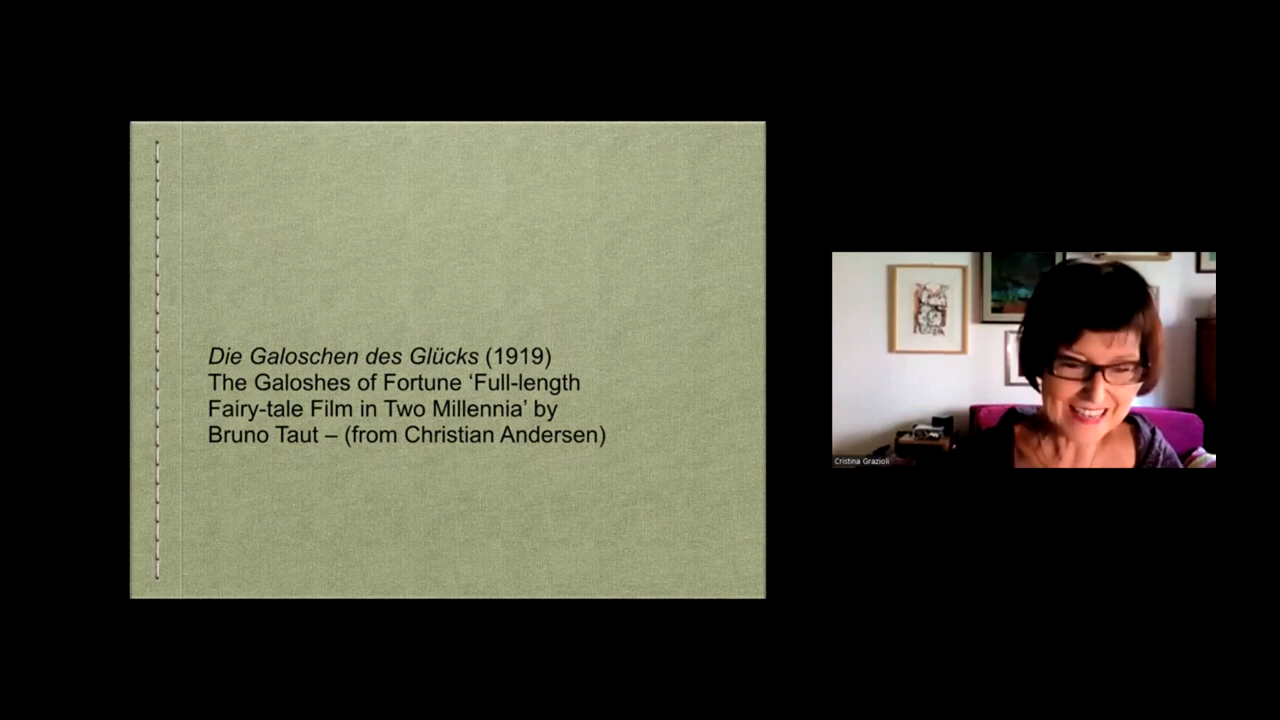 Die Galoschen des Glücks (1919)
The Galoshes of Fortune ‘Full-length
Fairy-tale Film in Two Millennia’ by
Bruno Taut – (from Christian Andersen)
Cristina Grazioli